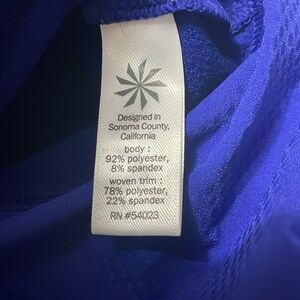 Designed in
Sonoma County,
California
body :
92% polyester,
8% spandex
woven trim :
78% polyester,
22% spandex
RN #54023